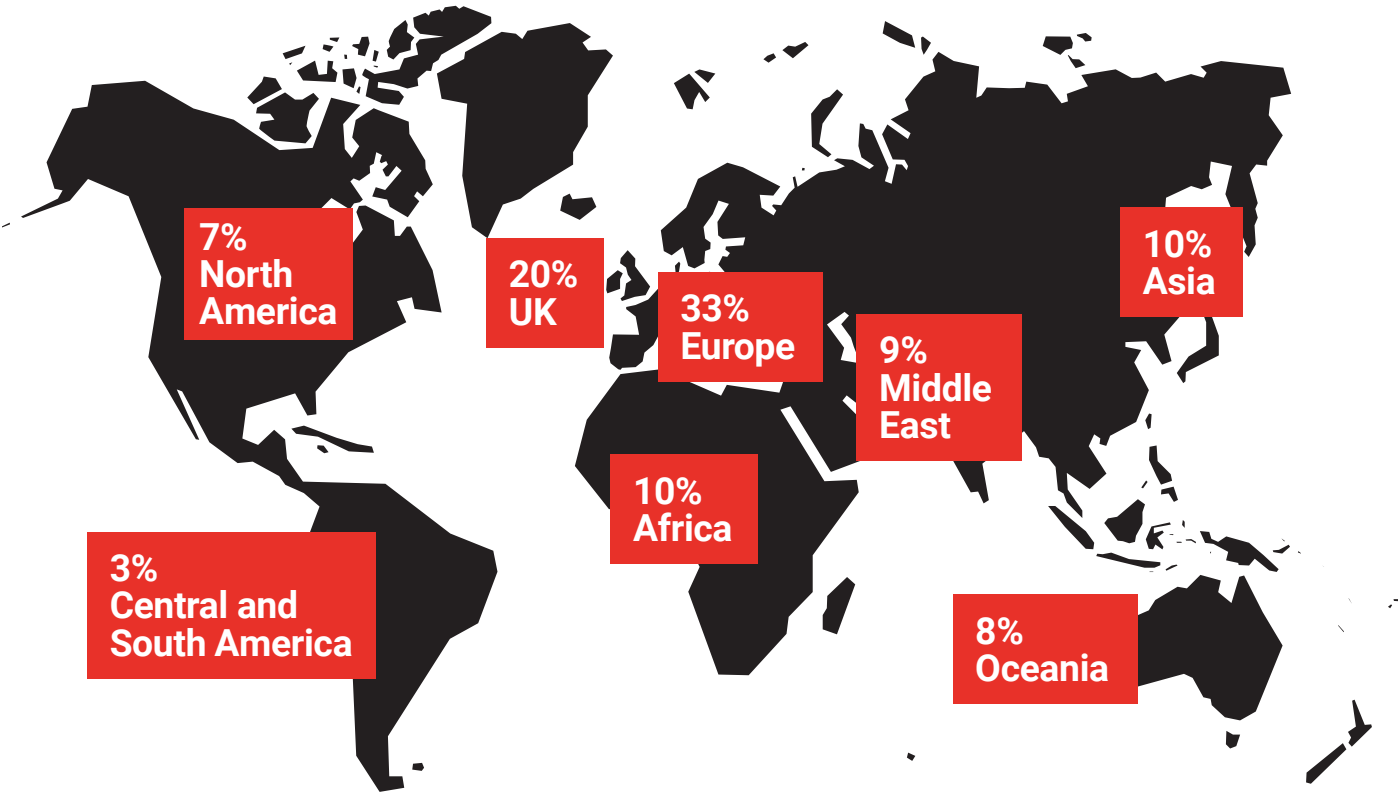 7%
North
America
20%
UK
33%
Europe
10%
Asia
9%
Middle
East
10%
Africa
3%
Central and
South America
8%
Oceania